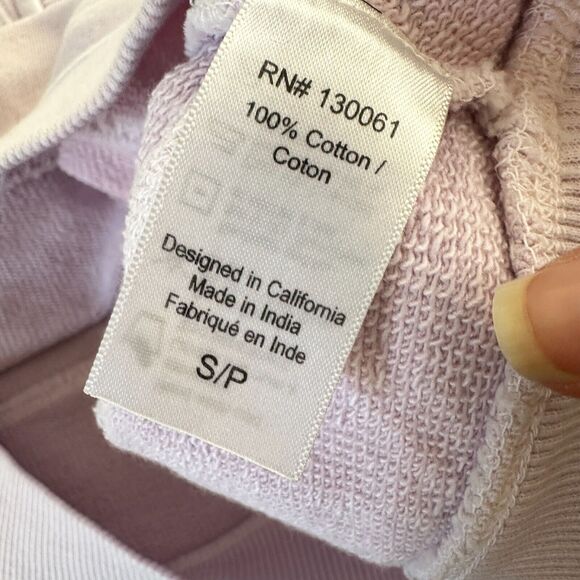 RN# 130061
100% Cotton /
Coton
Designed in California
Made in India
Fabriqué en Inde
S/P